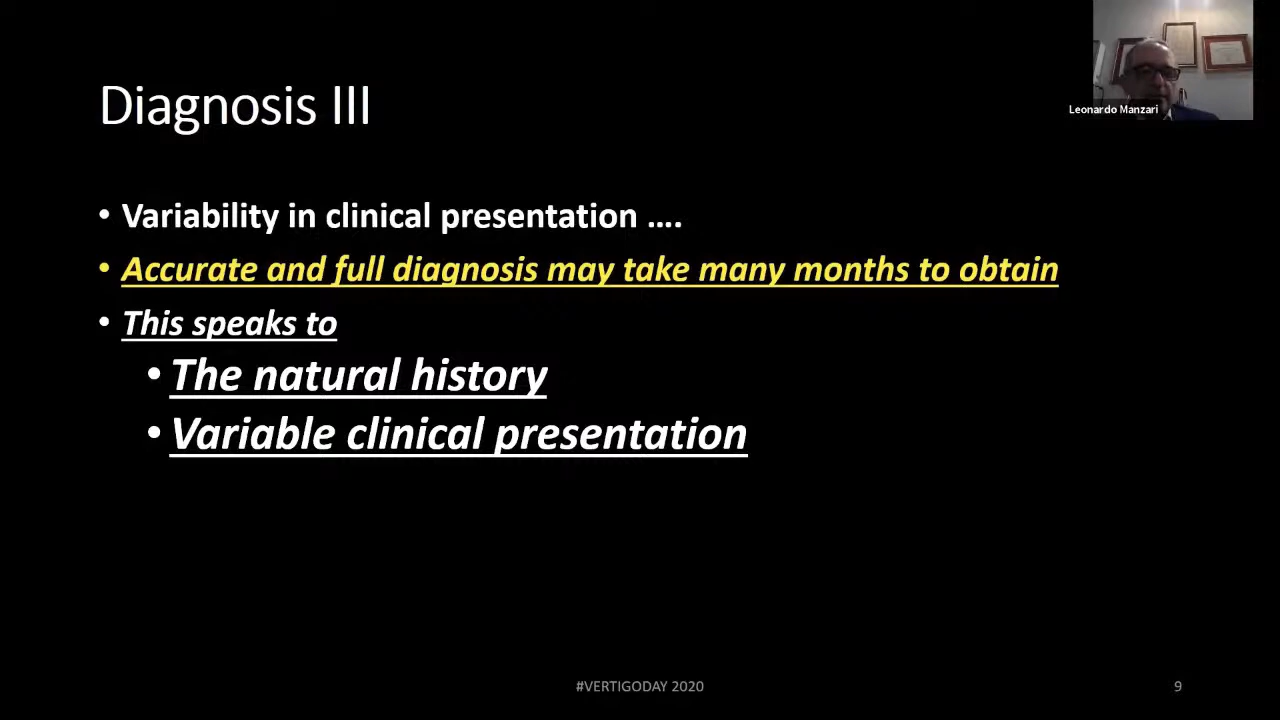 Leonardo Manzari
Diagnosis III
• Variability in clinical presentation ....
• Accurate and full diagnosis may take many months to obtain
• This speaks to
• The natural history
• Variable clinical presentation
#VERTIGODAY 2020
9